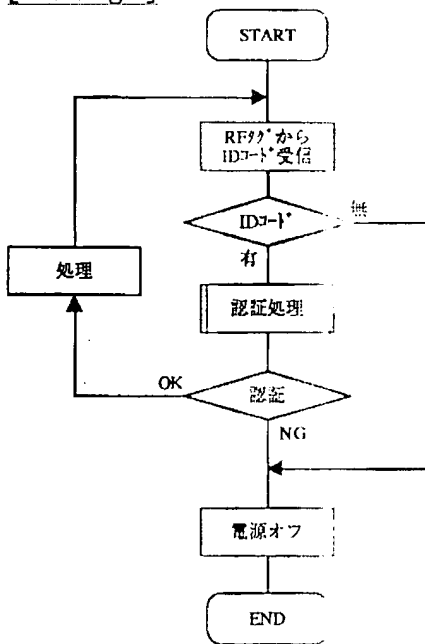 START
RFﾀｸﾞから
IDｺｰﾄﾞ受信
IDｺｰﾄﾞ
無
有
処理
認証処理
OK
認証
NG
電源オフ
END